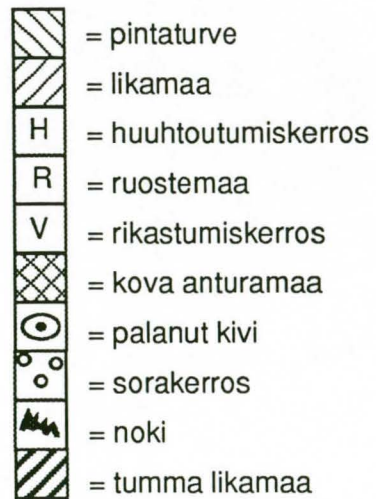 = pintaturve
= likamaa
H = huuhtoutumiskerros
R = ruostemaa
V = rikastumiskerros
= kova anturamaa
= palanut kivi
= sorakerros
= noki
= tumma likamaa